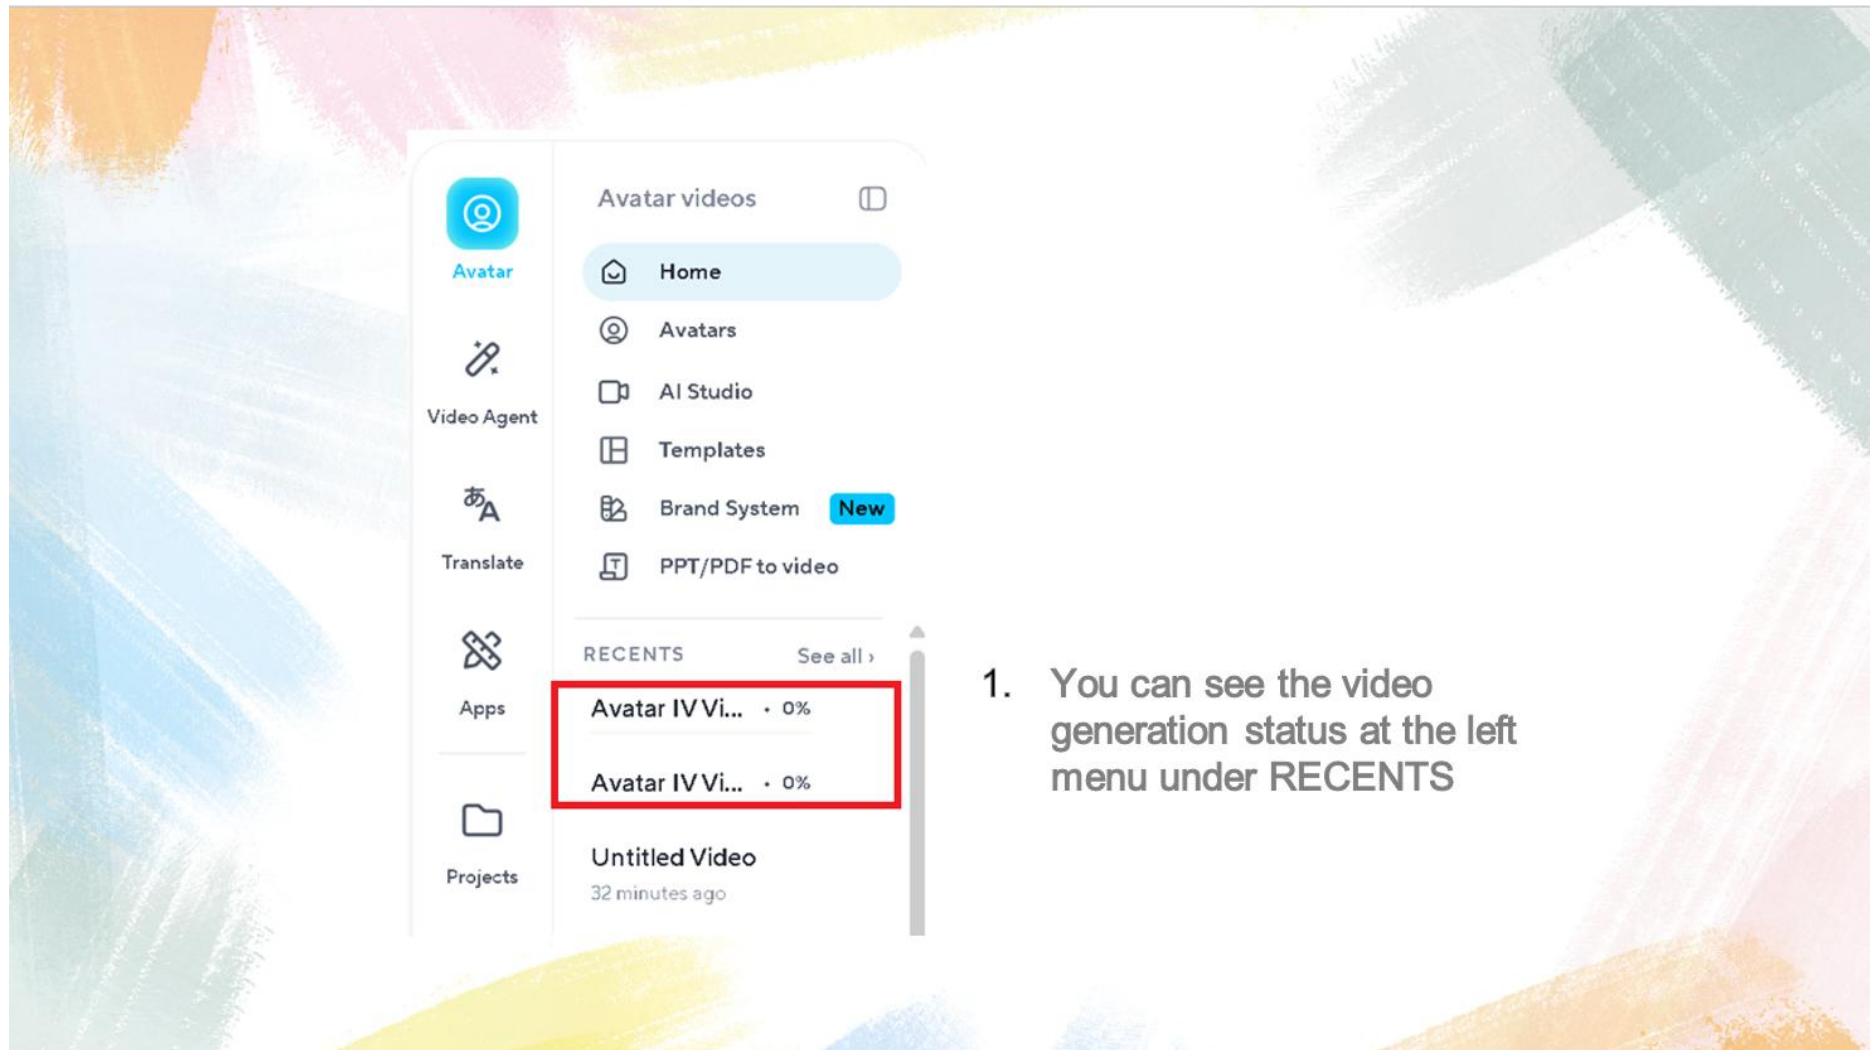 Avatar
Video Agent
あA
Translate
Apps
Projects
Avatar videos
Home
Avatars
AI Studio
Templates
Brand System New
PPT/PDF to video
RECENTS See all ›
Avatar IV Vi... • 0%
Avatar IV Vi... • 0%
Untitled Video
32 minutes ago
1. You can see the video
generation status at the left
menu under RECENTS